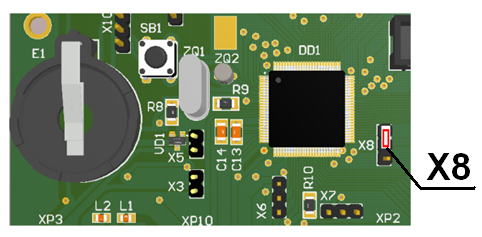 X10
E1
SB1
ZQ1
ZQ2
DD1
R8
R9
VD1
X5
C14
C13
X8
X8
X3
R10
X6
X7
L2
L1
XP3
XP10
XP2